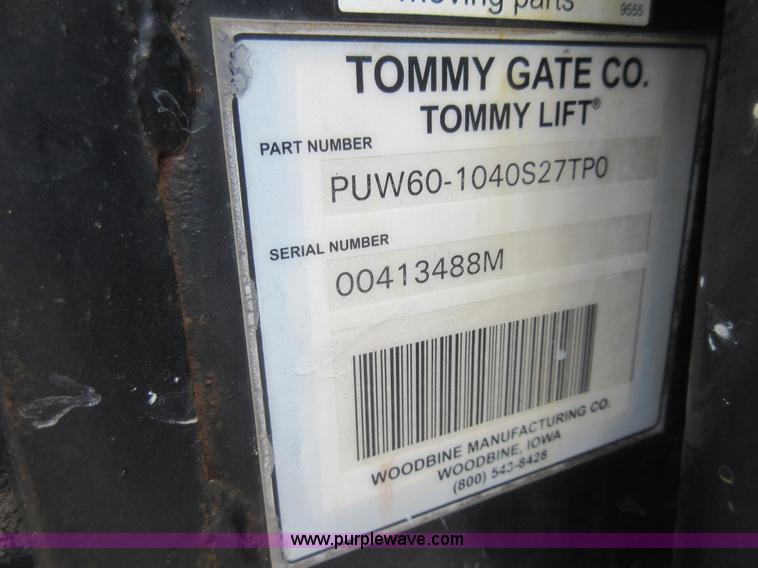 moving parts
9555
TOMMY GATE CO.
TOMMY LIFT®
PART NUMBER
PUW60-1040S27TP0
SERIAL NUMBER
00413488M
WOODBINE MANUFACTURING CO.
WOODBINE, IOWA
(800) 543-8428
www.purplewave.com